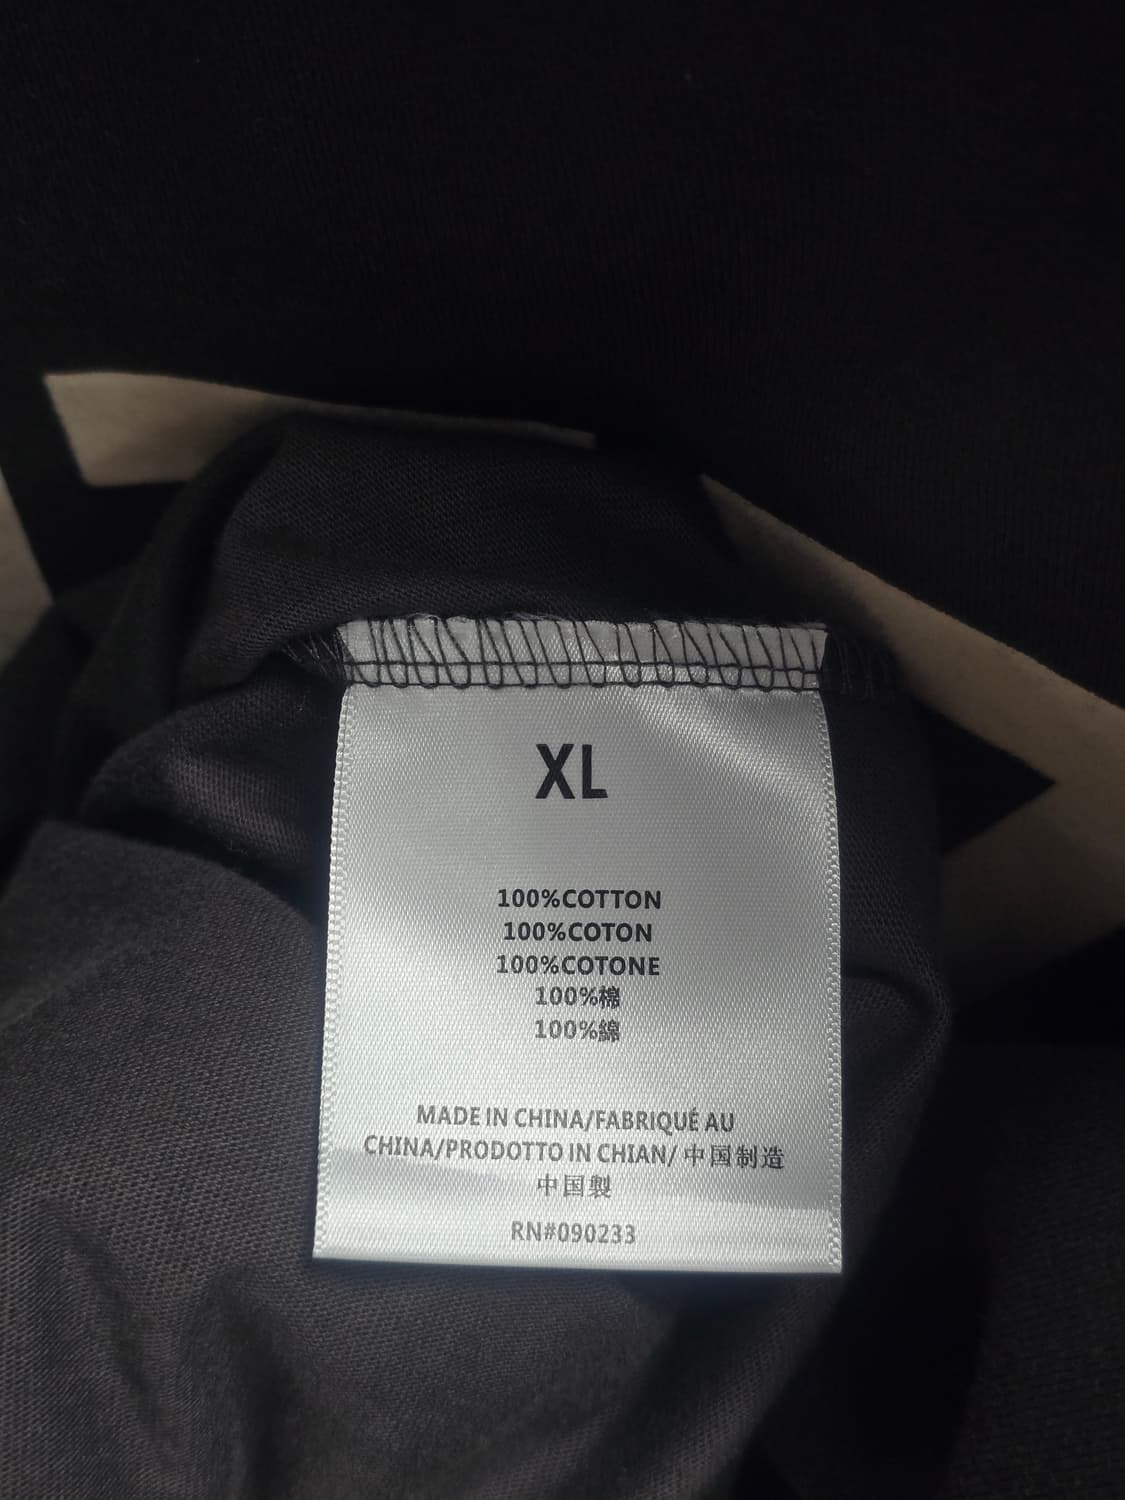 XL
100%COTTON
100%COTON
100%COTONE
100%棉
100%綿
MADE IN CHINA/FABRIQUÉ AU
CHINA/PRODOTTO IN CHIAN/ 中国制造
中国製
RN#090233